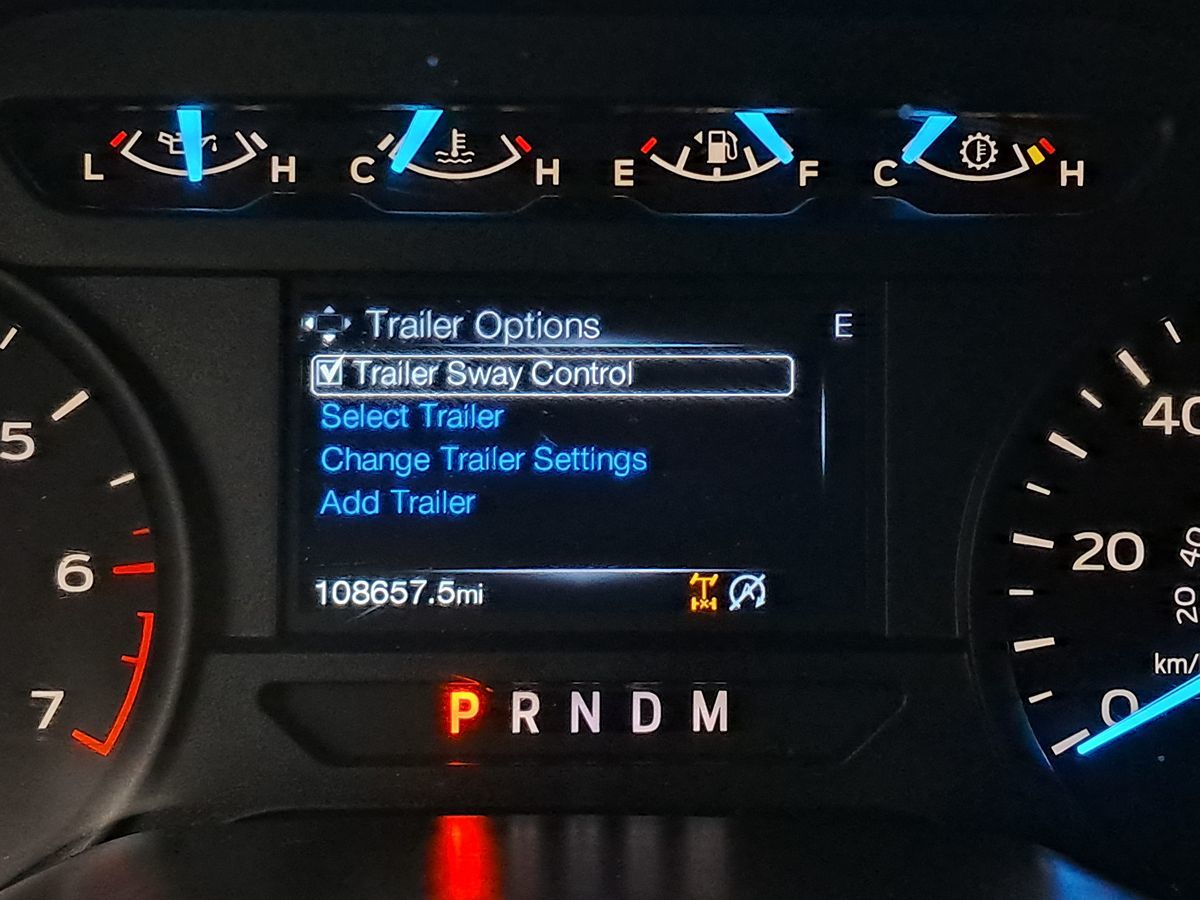 L H C H E F C H
Trailer Options E
Trailer Sway Control
Select Trailer
Change Trailer Settings
Add Trailer
108657.5mi
P R N D M
5
6
7
40
20
0
40
20
km/